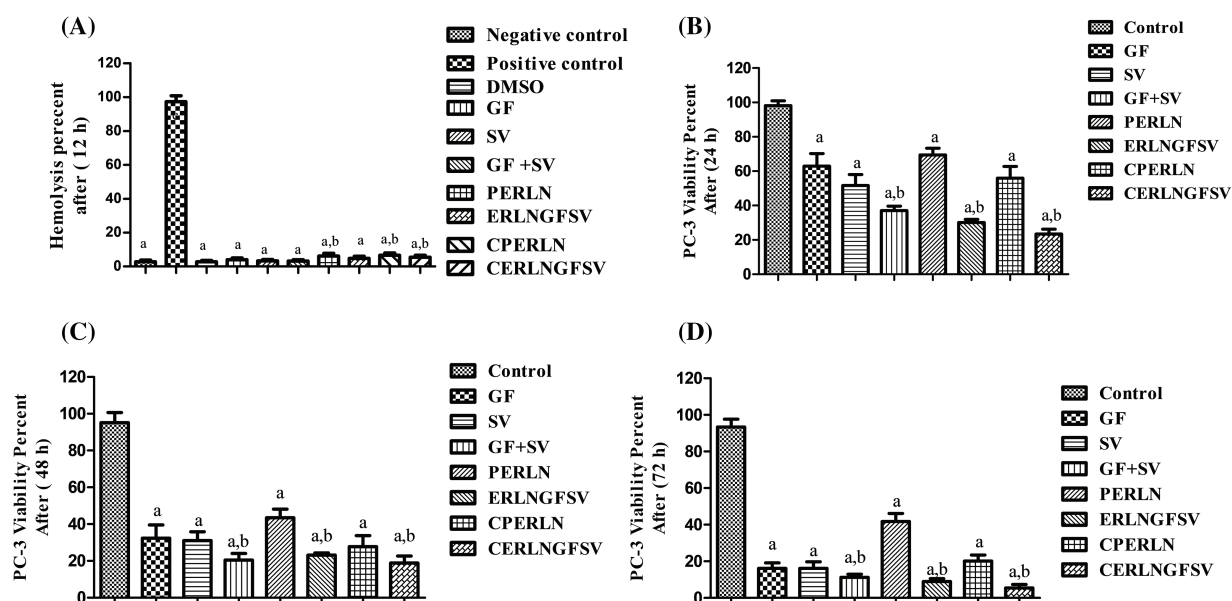 (A)
Hemolysis perecent
after ( 12 h)
120
100
80
60
40
20
0
a
a
a
a
a
a,b
a
a,b
a,b
Negative control
Positive control
DMSO
GF
SV
GF +SV
PERLN
ERLNGFSV
CPERLN
CERLNGFSV
(B)
PC-3 Viability Percent
After (24 h)
120
100
80
60
40
20
0
a
a
a,b
a
a,b
a
a,b
Control
GF
SV
GF+SV
PERLN
ERLNGFSV
CPERLN
CERLNGFSV
(C)
PC-3 Viability Percent
After ( 48 h)
120
100
80
60
40
20
0
a
a
a,b
a
a,b
a
a,b
Control
GF
SV
GF+SV
PERLN
ERLNGFSV
CPERLN
CERLNGFSV
(D)
PC-3 Viability Percent
After (72 h)
120
100
80
60
40
20
0
a
a
a,b
a
a,b
a
a,b
Control
GF
SV
GF+SV
PERLN
ERLNGFSV
CPERLN
CERLNGFSV